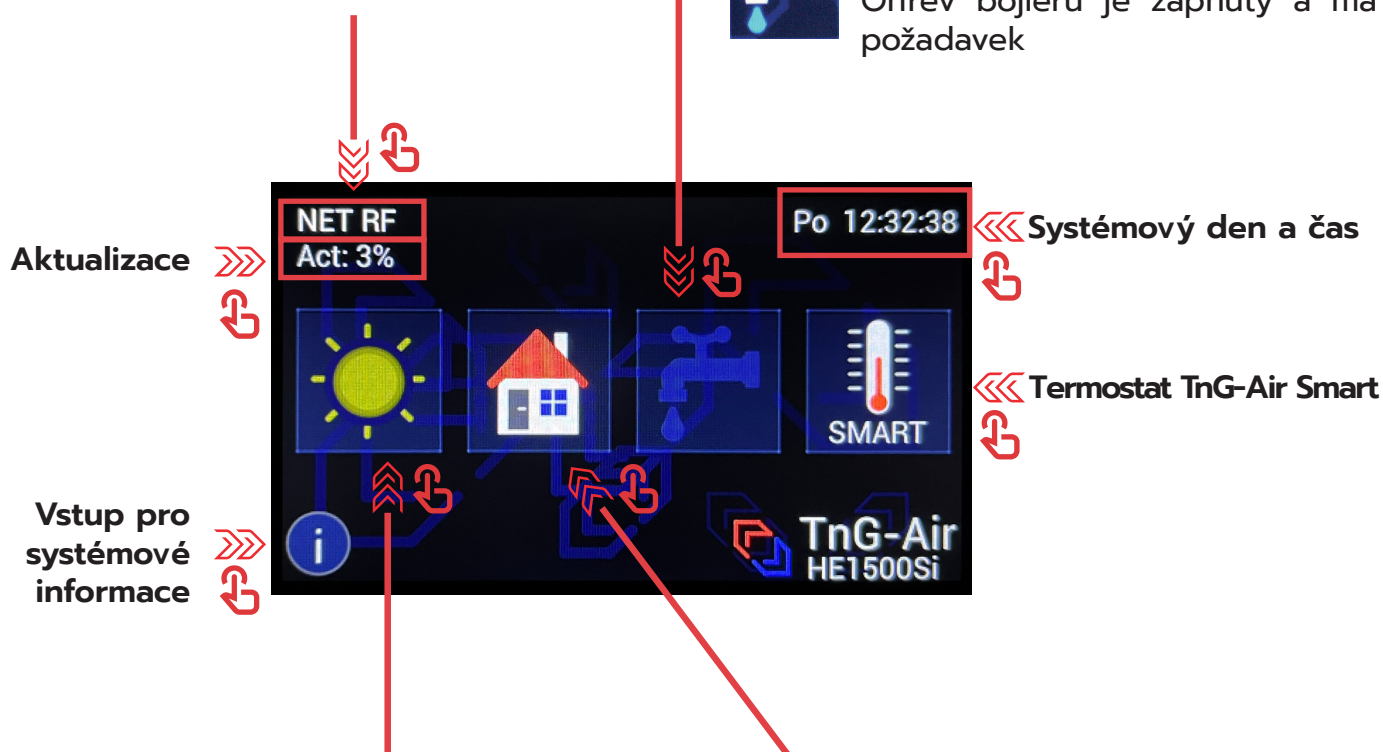 Ohřev bojleru je zapnutý a má
požadavek
NET RF
Act: 3%
Po 12:32:38
Aktualizace
Systémový den a čas
SMART
Termostat TnG-Air Smart
Vstup pro
systémové
informace
i
TnG-Air
HE1500Si